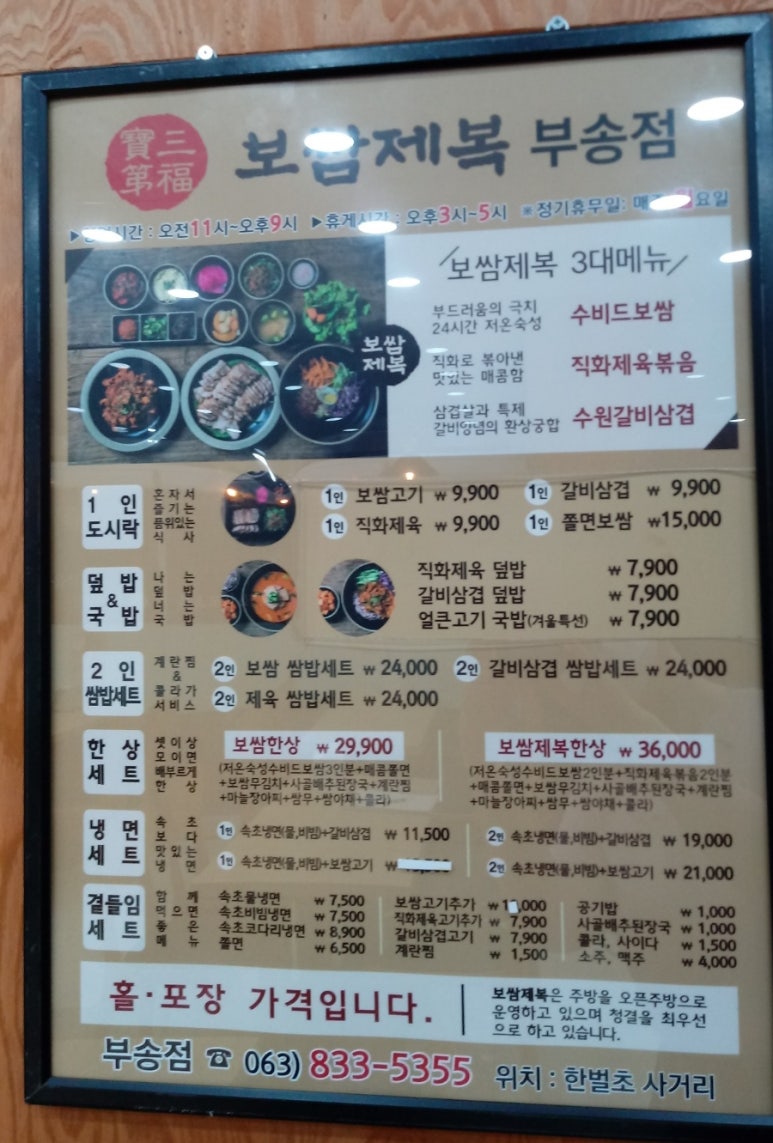 寶三
第福
보쌈제복 부송점
시간 : 오전11시~오후9시 ▶휴게시간 : 오후3시~5시 ※정기휴무일: 매주 일요일
보쌈제복 3대메뉴
보쌈
제복
부드러움의 극치
24시간 저온숙성
수비드보쌈
직화로 볶아낸
맛있는 매콤함
직화제육볶음
삼겹살과 특제
갈비양념의 환상궁합
수원갈비삼겹
1인
도시락
혼자서
즐기는
품위있는
식사
1인 보쌈고기 ₩ 9,900
1인 갈비삼겹 ₩ 9,900
1인 직화제육 ₩ 9,900
1인 쫄면보쌈 ₩15,000
덮밥
&
국밥
나는
덮밥
너는
국밥
직화제육 덮밥 ₩ 7,900
갈비삼겹 덮밥 ₩ 7,900
얼큰고기 국밥(겨울특선) ₩ 7,900
2인
쌈밥세트
계란찜
&
콜라가
서비스
2인 보쌈 쌈밥세트 ₩ 24,000
2인 갈비삼겹 쌈밥세트 ₩ 24,000
2인 제육 쌈밥세트 ₩ 24,000
한상
세트
셋이상
모이면
배부르게
한상
보쌈한상 ₩ 29,900
(저온숙성수비드보쌈3인분+매콤쫄면
+보쌈무김치+사골배추된장국+계란찜
+마늘장아찌+쌈무+쌈야채+콜라)
보쌈제복한상 ₩ 36,000
(저온숙성수비드보쌈2인분+직화제육볶음2인분
+매콤쫄면+보쌈무김치+사골배추된장국+계란찜
+마늘장아찌+쌈무+쌈야채+콜라)
냉면
세트
속초
보다
맛있는
냉면
1인 속초냉면(물,비빔)+갈비삼겹 ₩ 11,500
1인 속초냉면(물,비빔)+보쌈고기 ₩
2인 속초냉면(물,비빔)+갈비삼겹 ₩ 19,000
2인 속초냉면(물,비빔)+보쌈고기 ₩ 21,000
곁들임
세트
함께
먹으면
좋은
메뉴
속초물냉면 ₩ 7,500
속초비빔냉면 ₩ 7,500
속초코다리냉면 ₩ 8,900
쫄면 ₩ 6,500
보쌈고기추가 ₩
직화제육고기추가 ₩ 7,900
갈비삼겹고기 ₩ 7,900
계란찜 ₩ 1,500
공기밥 ₩ 1,000
사골배추된장국 ₩ 1,000
콜라, 사이다 ₩ 1,500
소주, 맥주 ₩ 4,000
홀·포장 가격입니다.
보쌈제복은 주방을 오픈주방으로
운영하고 있으며 청결을 최우선
으로 하고 있습니다.
부송점 ☎ 063) 833-5355 위치 : 한벌초 사거리